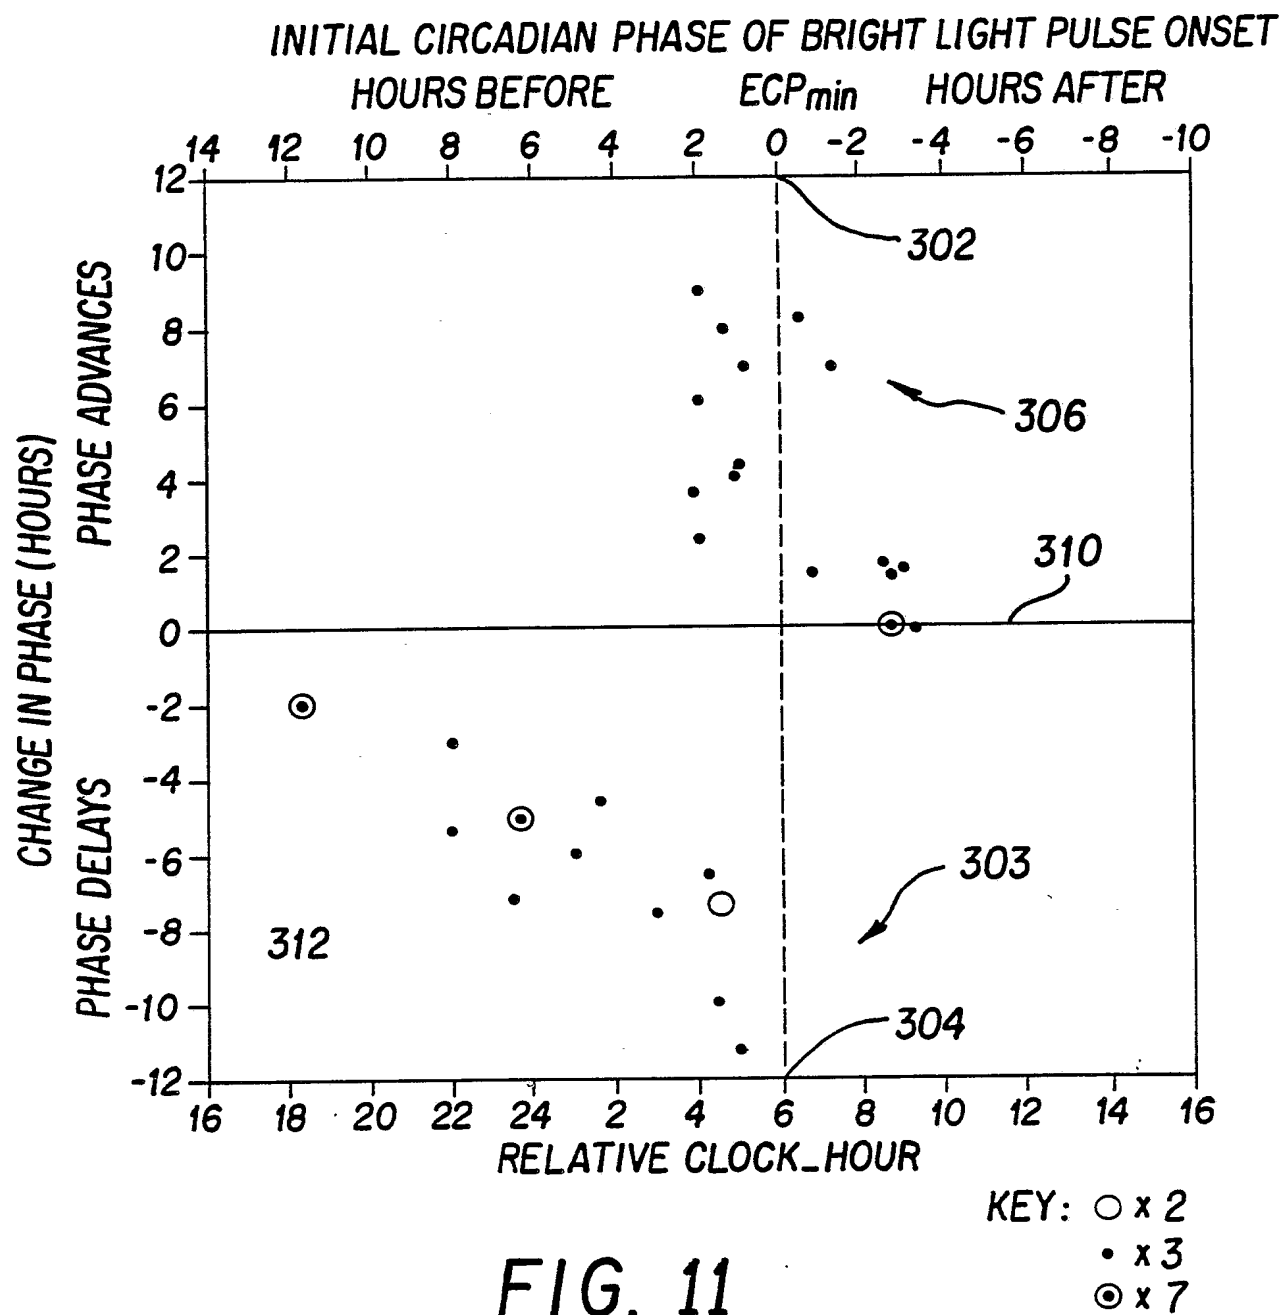 INITIAL CIRCADIAN PHASE OF BRIGHT LIGHT PULSE ONSET
HOURS BEFORE ECPmin HOURS AFTER
14 12 10 8 6 4 2 0 -2 -4 -6 -8 -10
CHANGE IN PHASE (HOURS)
PHASE ADVANCES
PHASE DELAYS
12
10
8
6
4
2
0
-2
-4
-6
-8
-10
-12
302
306
310
303
312
304
16 18 20 22 24 2 4 6 8 10 12 14 16
RELATIVE CLOCK_HOUR
KEY: ○ x 2
• x 3
⊙ x 7
FIG. 11